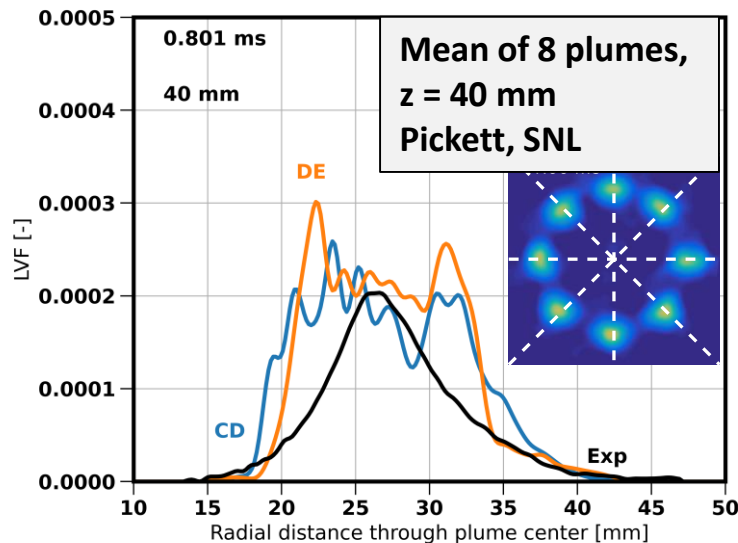 0.0005
0.0004
0.0003
0.0002
0.0001
0.0000
LVF [-]
0.801 ms
40 mm
Mean of 8 plumes,
z = 40 mm
Pickett, SNL
DE
CD
Exp
10 15 20 25 30 35 40 45 50
Radial distance through plume center [mm]